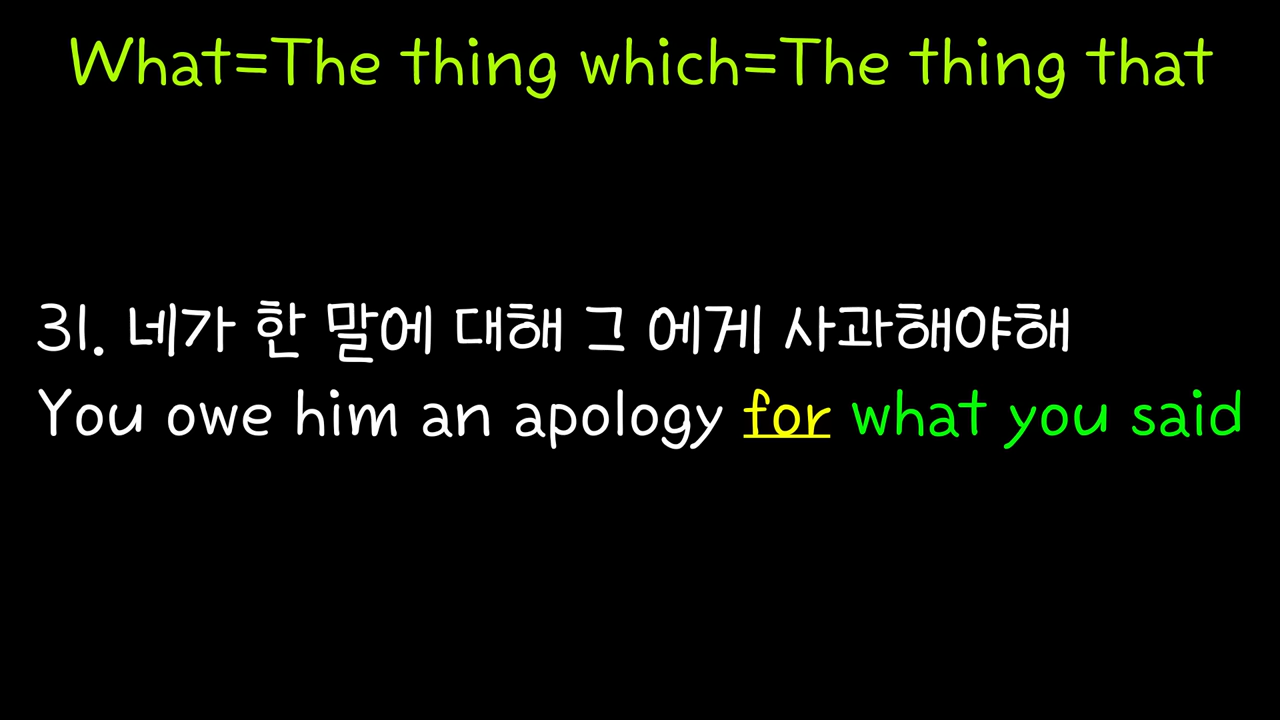 What=The thing which=The thing that
31. 네가 한 말에 대해 그 에게 사과해야해
You owe him an apology for what you said